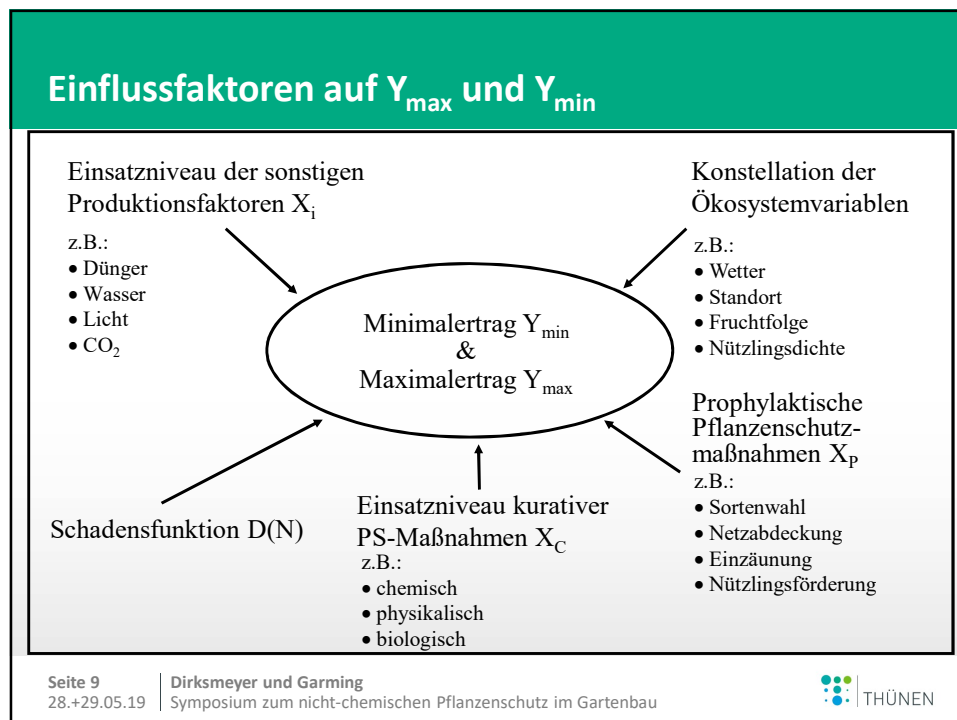 Einflussfaktoren auf Ymax und Ymin
Einsatzniveau der sonstigen
Produktionsfaktoren Xi
z.B.:
• Dünger
• Wasser
• Licht
• CO2
Konstellation der
Ökosystemvariablen
z.B.:
• Wetter
• Standort
• Fruchtfolge
• Nützlingsdichte
Minimalertrag Ymin
&
Maximalertrag Ymax
Prophylaktische
Pflanzenschutz-
maßnahmen XP
z.B.:
• Sortenwahl
• Netzabdeckung
• Einzäunung
• Nützlingsförderung
Schadensfunktion D(N)
Einsatzniveau kurativer
PS-Maßnahmen XC
z.B.:
• chemisch
• physikalisch
• biologisch
Seite 9
28.+29.05.19
Dirksmeyer und Garming
Symposium zum nicht-chemischen Pflanzenschutz im Gartenbau
THÜNEN